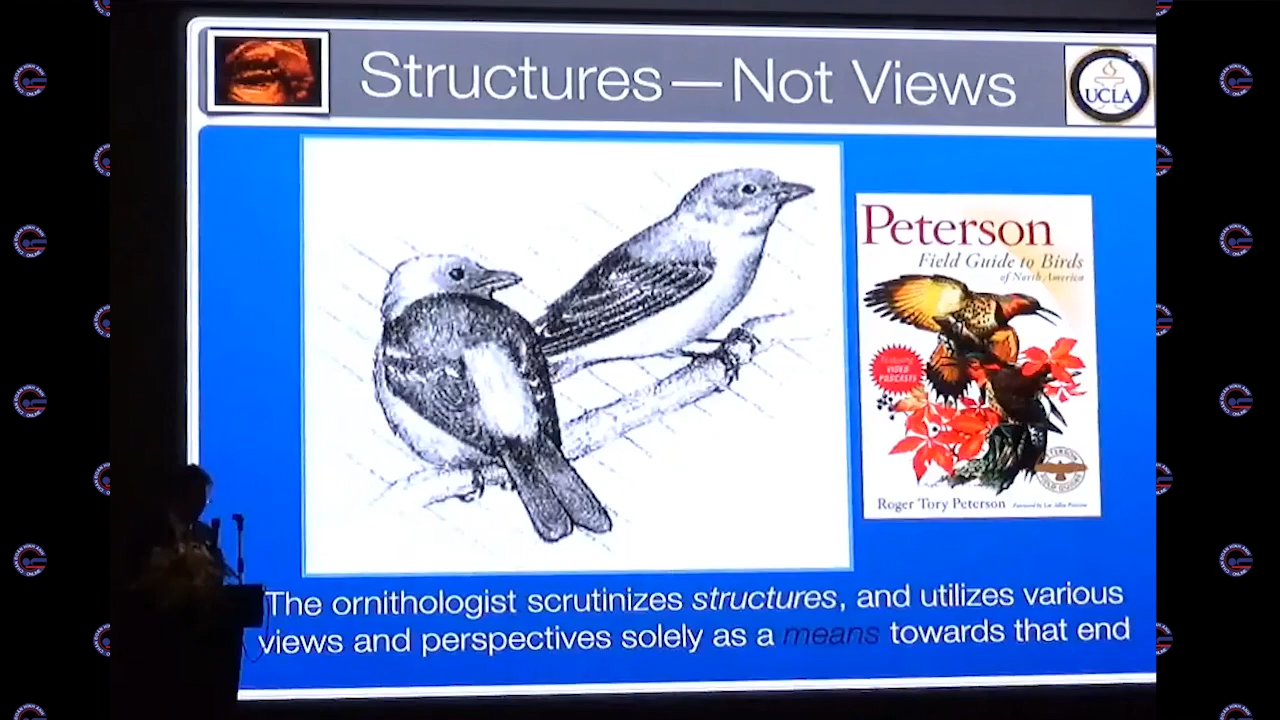 Structures—Not Views
UCLA
Peterson
Field Guide to Birds
of North America
VIDEO
PODCASTS
Roger Tory Peterson
The ornithologist scrutinizes structures, and utilizes various
views and perspectives solely as a means towards that end